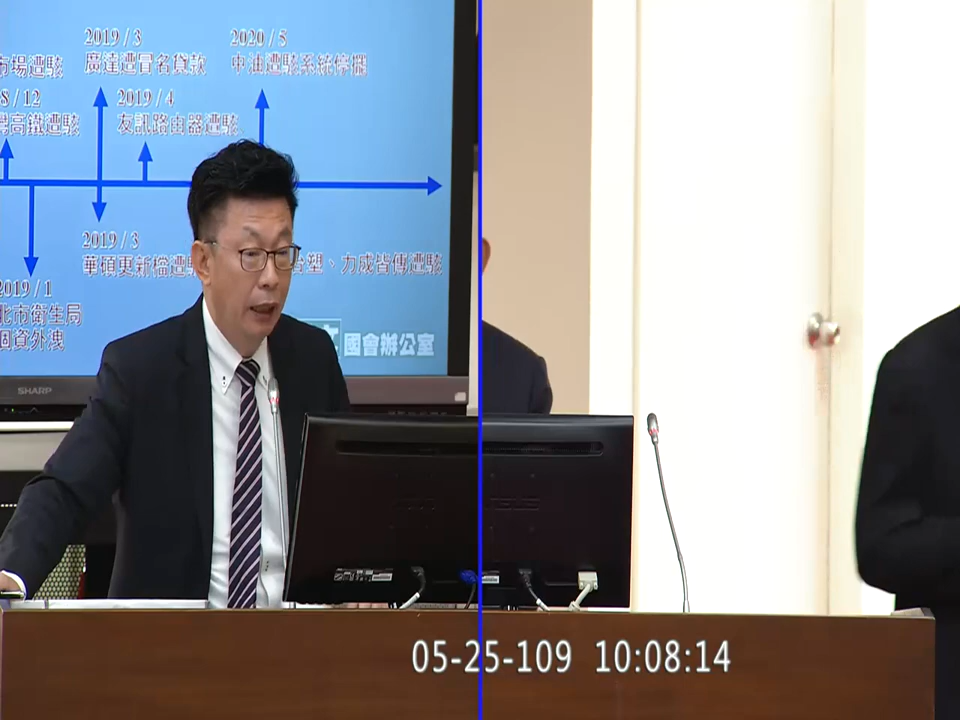 2019/3
廣達遭冒名貸款
2020/5
中油遭駭系統停擺
市場遭駭
8/12
高鐵遭駭
2019/4
友訊路由器遭駭
2019/3
華碩更新檔遭駭
台塑、力成皆傳遭駭
2019/1
北市衛生局
個資外洩
國會辦公室
SHARP
05-25-109 10:08:14